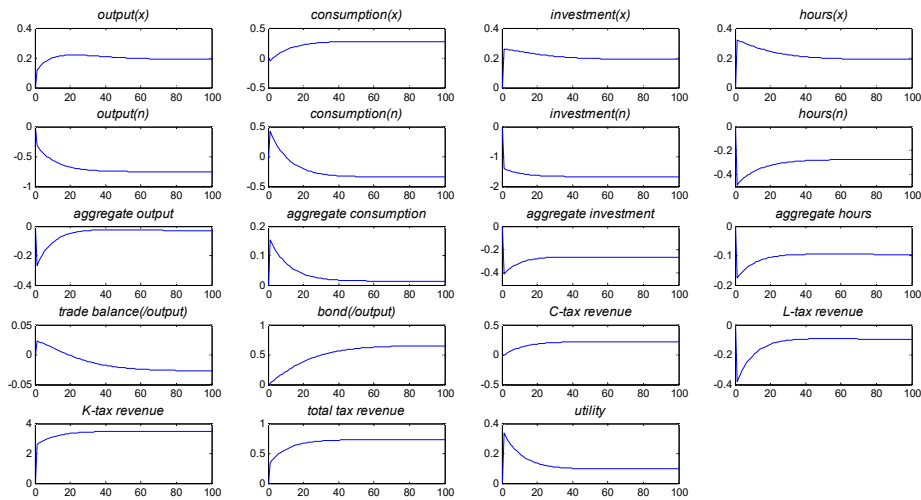 output(x) consumption(x) investment(x) hours(x)
0.4 0.5 0.4 0.4
0.2 0 0.2 0.2
0 -0.5 0 0
0 20 40 60 80 100 0 20 40 60 80 100 0 20 40 60 80 100 0 20 40 60 80 100
output(n) consumption(n) investment(n) hours(n)
0 0.5 0 0
-0.5 0 -1 -0.2
-0.4
-1 -0.5 -2
0 20 40 60 80 100 0 20 40 60 80 100 0 20 40 60 80 100 0 20 40 60 80 100
aggregate output aggregate consumption aggregate investment aggregate hours
0 0.2 0 0
-0.2 0.1 -0.2 -0.1
-0.4
-0.4 0 -0.2
0 20 40 60 80 100 0 20 40 60 80 100 0 20 40 60 80 100 0 20 40 60 80 100
trade balance(/output) bond(/output) C-tax revenue L-tax revenue
0.05 1 0.5 0
0 0.5 0 -0.2
-0.05 0 -0.5 -0.4
0 20 40 60 80 100 0 20 40 60 80 100 0 20 40 60 80 100 0 20 40 60 80 100
K-tax revenue total tax revenue utility
4 1 0.4
2 0.5 0.2
0 0 0
0 20 40 60 80 100 0 20 40 60 80 100 0 20 40 60 80 100